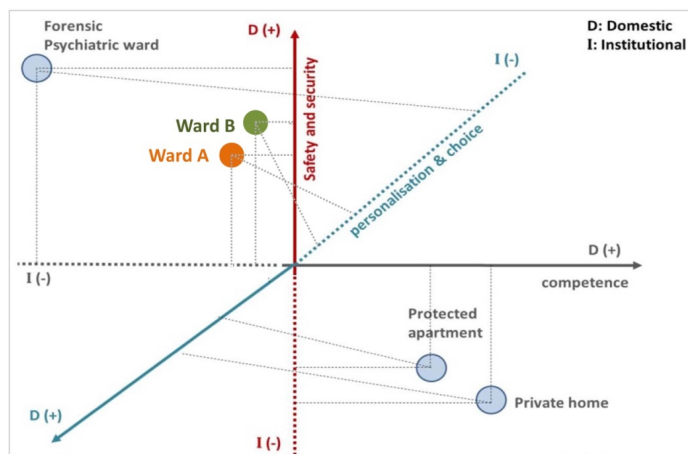 Forensic
Psychiatric ward
D (+)
D: Domestic
I: Institutional
I (-)
Safety and security
Ward B
Ward A
personalisation & choice
D (+)
I (-)
competence
Protected
apartment
Private home
D (+)
I (-)